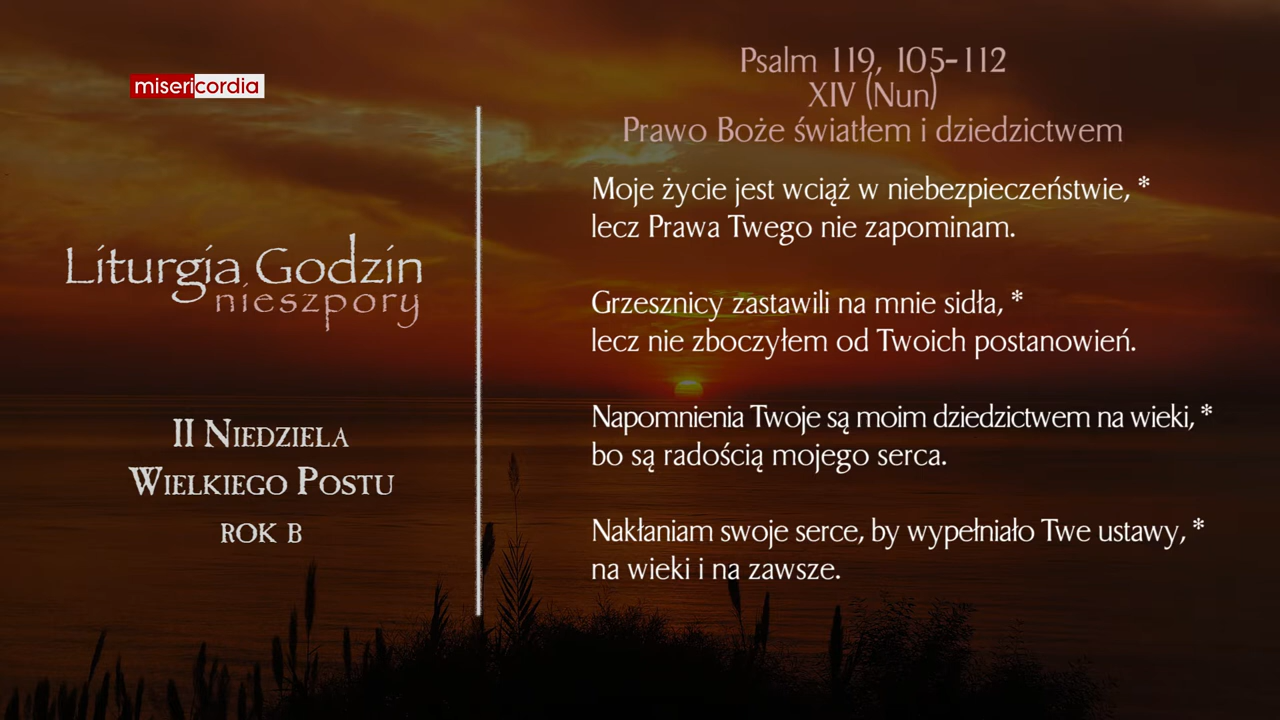 misericordia
Liturgia Godzin
nieszpory
II Niedziela
Wielkiego Postu
rok B
Psalm 119, 105-112
XIV (Nun)
Prawo Boże światłem i dziedzictwem
Moje życie jest wciąż w niebezpieczeństwie, *
lecz Prawa Twego nie zapominam.
Grzesznicy zastawili na mnie sidła, *
lecz nie zboczyłem od Twoich postanowień.
Napomnienia Twoje są moim dziedzictwem na wieki, *
bo są radością mojego serca.
Nakłaniam swoje serce, by wypełniało Twe ustawy, *
na wieki i na zawsze.